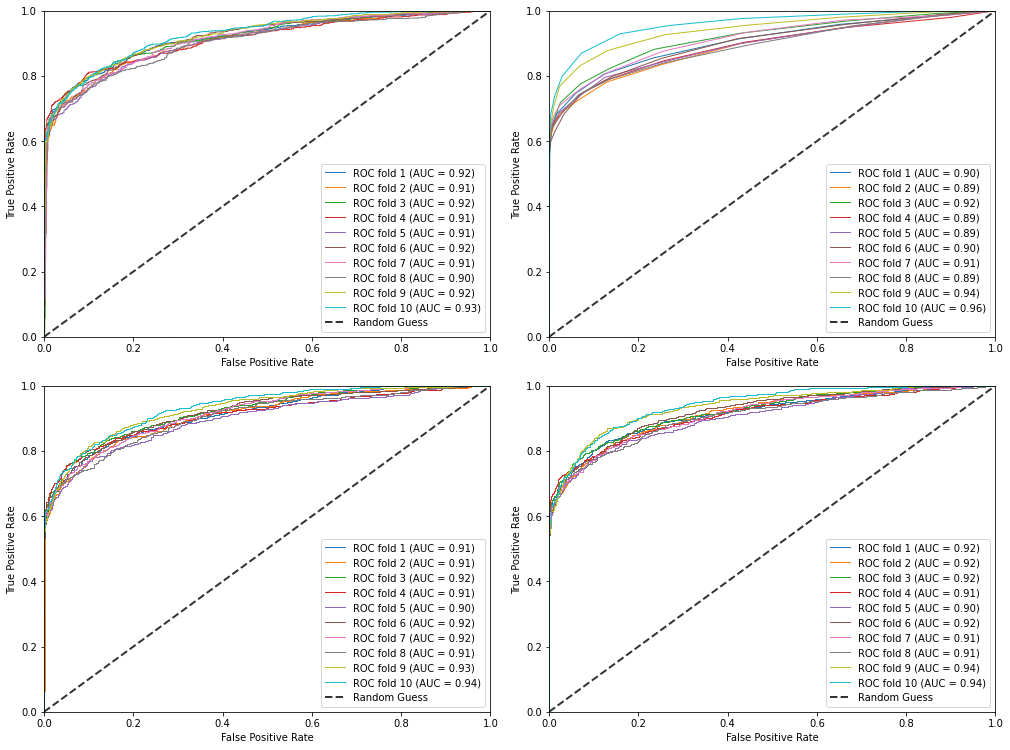 1.0
0.8
0.6
0.4
0.2
0.0
True Positive Rate
ROC fold 1 (AUC = 0.92)
ROC fold 2 (AUC = 0.91)
ROC fold 3 (AUC = 0.92)
ROC fold 4 (AUC = 0.91)
ROC fold 5 (AUC = 0.91)
ROC fold 6 (AUC = 0.92)
ROC fold 7 (AUC = 0.91)
ROC fold 8 (AUC = 0.90)
ROC fold 9 (AUC = 0.92)
ROC fold 10 (AUC = 0.93)
Random Guess
0.0 0.2 0.4 0.6 0.8 1.0
False Positive Rate
1.0
0.8
0.6
0.4
0.2
0.0
True Positive Rate
ROC fold 1 (AUC = 0.90)
ROC fold 2 (AUC = 0.89)
ROC fold 3 (AUC = 0.92)
ROC fold 4 (AUC = 0.89)
ROC fold 5 (AUC = 0.89)
ROC fold 6 (AUC = 0.90)
ROC fold 7 (AUC = 0.91)
ROC fold 8 (AUC = 0.89)
ROC fold 9 (AUC = 0.94)
ROC fold 10 (AUC = 0.96)
Random Guess
0.0 0.2 0.4 0.6 0.8 1.0
False Positive Rate
1.0
0.8
0.6
0.4
0.2
0.0
True Positive Rate
ROC fold 1 (AUC = 0.91)
ROC fold 2 (AUC = 0.91)
ROC fold 3 (AUC = 0.92)
ROC fold 4 (AUC = 0.91)
ROC fold 5 (AUC = 0.90)
ROC fold 6 (AUC = 0.92)
ROC fold 7 (AUC = 0.92)
ROC fold 8 (AUC = 0.91)
ROC fold 9 (AUC = 0.93)
ROC fold 10 (AUC = 0.94)
Random Guess
0.0 0.2 0.4 0.6 0.8 1.0
False Positive Rate
1.0
0.8
0.6
0.4
0.2
0.0
True Positive Rate
ROC fold 1 (AUC = 0.92)
ROC fold 2 (AUC = 0.92)
ROC fold 3 (AUC = 0.92)
ROC fold 4 (AUC = 0.91)
ROC fold 5 (AUC = 0.90)
ROC fold 6 (AUC = 0.92)
ROC fold 7 (AUC = 0.91)
ROC fold 8 (AUC = 0.91)
ROC fold 9 (AUC = 0.94)
ROC fold 10 (AUC = 0.94)
Random Guess
0.0 0.2 0.4 0.6 0.8 1.0
False Positive Rate